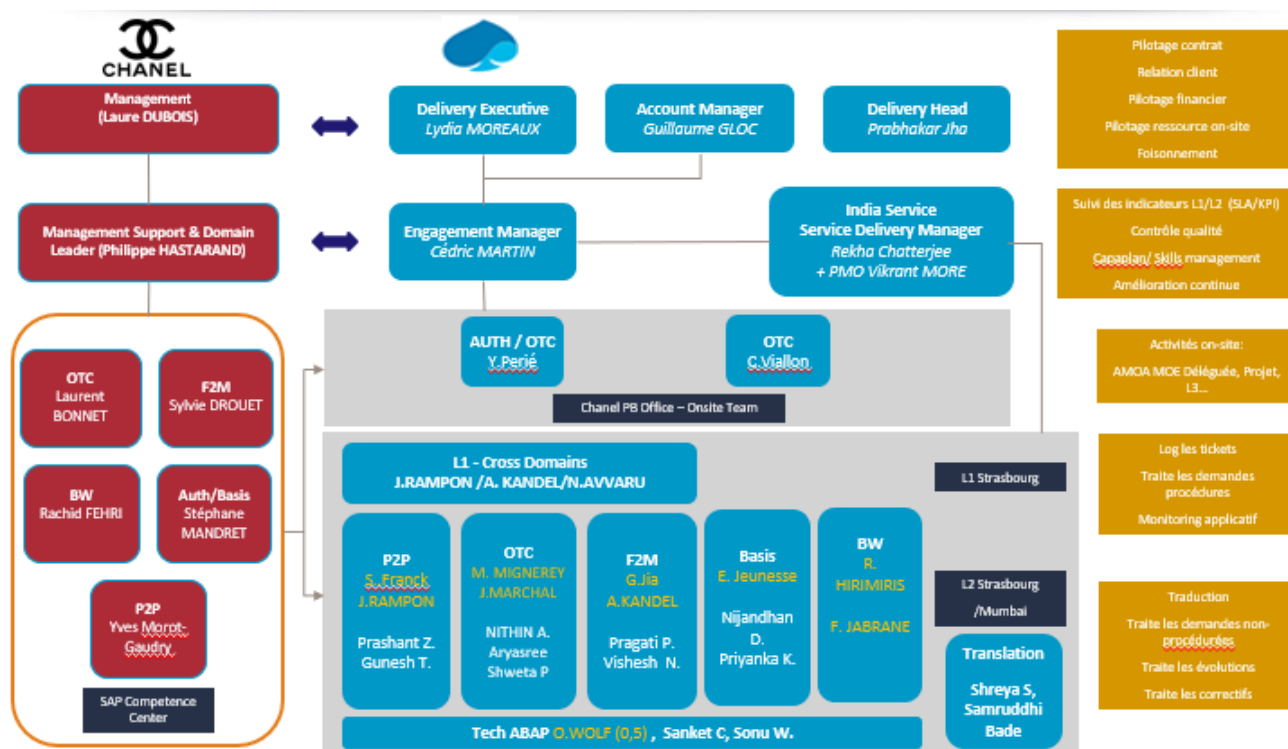 CHANEL
Management
(Laure DUBOIS)
Delivery Executive
Lydia MOREAUX
Account Manager
Guillaume GLOC
Delivery Head
Prabhakar Jha
Pilotage contrat
Relation client
Pilotage financier
Pilotage ressource on-site
Foisonnement
Management Support & Domain
Leader (Philippe HASTARAND)
Engagement Manager
Cédric MARTIN
India Service
Service Delivery Manager
Rekha Chatterjee
+ PMO Vikrant MORE
Suivi des indicateurs L1/L2 (SLA/KPI)
Contrôle qualité
Capaplan/ Skills management
Amélioration continue
OTC
Laurent
BONNET
F2M
Sylvie DROUET
BW
Rachid FEHRI
Auth/Basis
Stéphane
MANDRET
P2P
Yves Morot-
Gaudry
SAP Competence
Center
AUTH / OTC
Y.Perié
OTC
C.Viallon
Chanel PB Office – Onsite Team
Activités on-site:
AMOA MOE Déléguée, Projet,
L3...
L1 - Cross Domains
J.RAMPON /A. KANDEL/N.AVVARU
L1 Strasbourg
Log les tickets
Traite les demandes
procédures
Monitoring applicatif
P2P
S..Franck
J.RAMPON
Prashant Z.
Gunesh T.
OTC
M. MIGNEREY
J.MARCHAL
NITHIN A.
Aryasree
Shweta P
F2M
G.Jia
A.KANDEL
Pragati P.
Vishesh N.
Basis
E. Jeunesse
Nijandhan
D.
Priyanka K.
BW
R.
HIRIMIRIS
F. JABRANE
L2 Strasbourg
/Mumbai
Translation
Shreya S,
Samruddhi
Bade
Traduction
Traite les demandes non-
procédurées
Traite les évolutions
Traite les correctifs
Tech ABAP O.WOLF (0,5) , Sanket C, Sonu W.